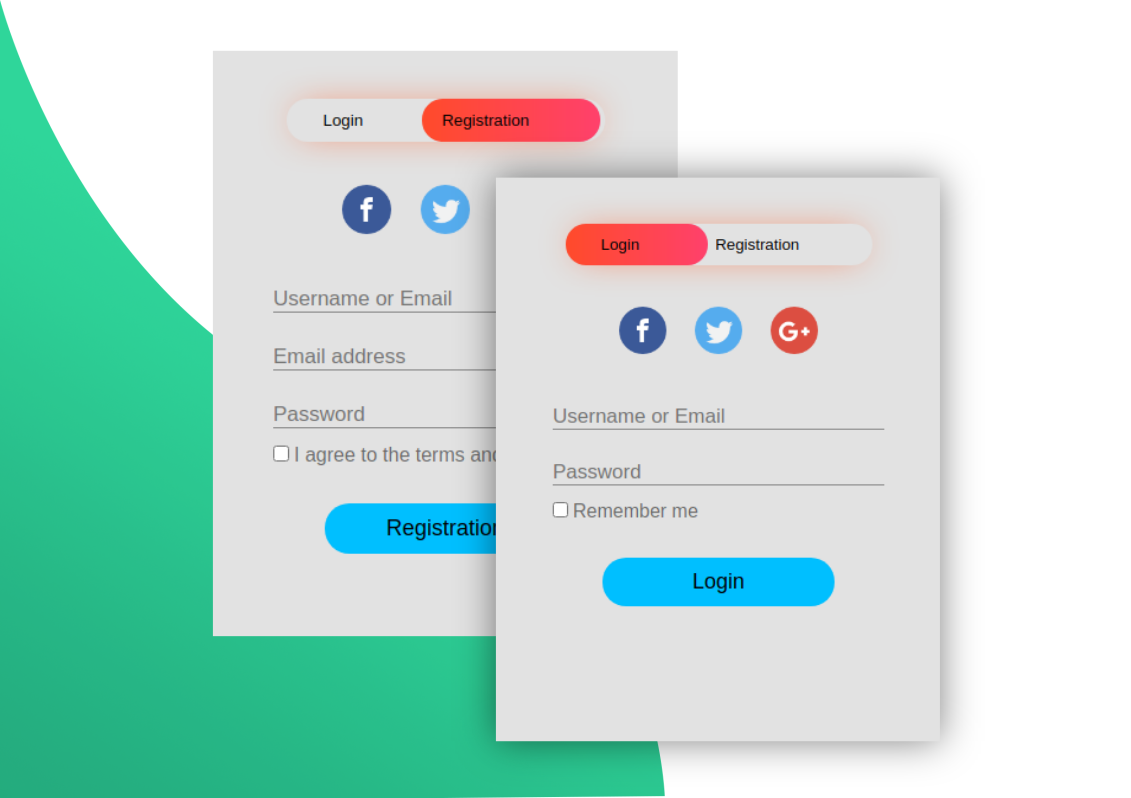 Login Registration
Username or Email
Email address
Password
I agree to the terms and
Registration
Login Registration
G+
Username or Email
Password
Remember me
Login